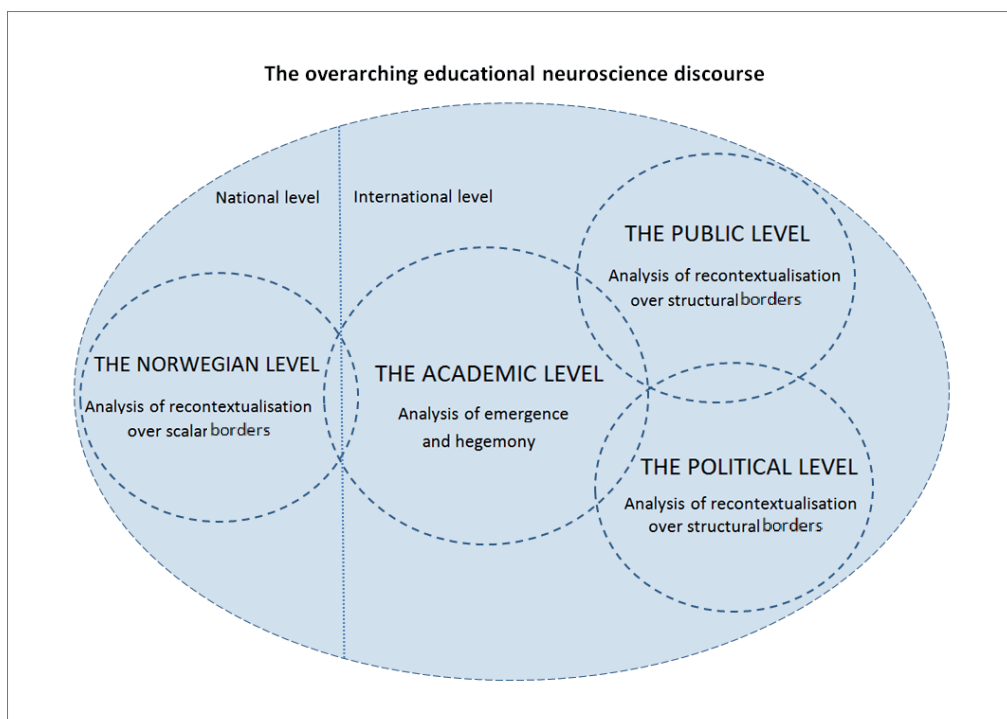 The overarching educational neuroscience discourse
National level
International level
THE PUBLIC LEVEL
Analysis of recontextualisation
over structural borders
THE NORWEGIAN LEVEL
Analysis of recontextualisation
over scalar borders
THE ACADEMIC LEVEL
Analysis of emergence
and hegemony
THE POLITICAL LEVEL
Analysis of recontextualisation
over structural borders